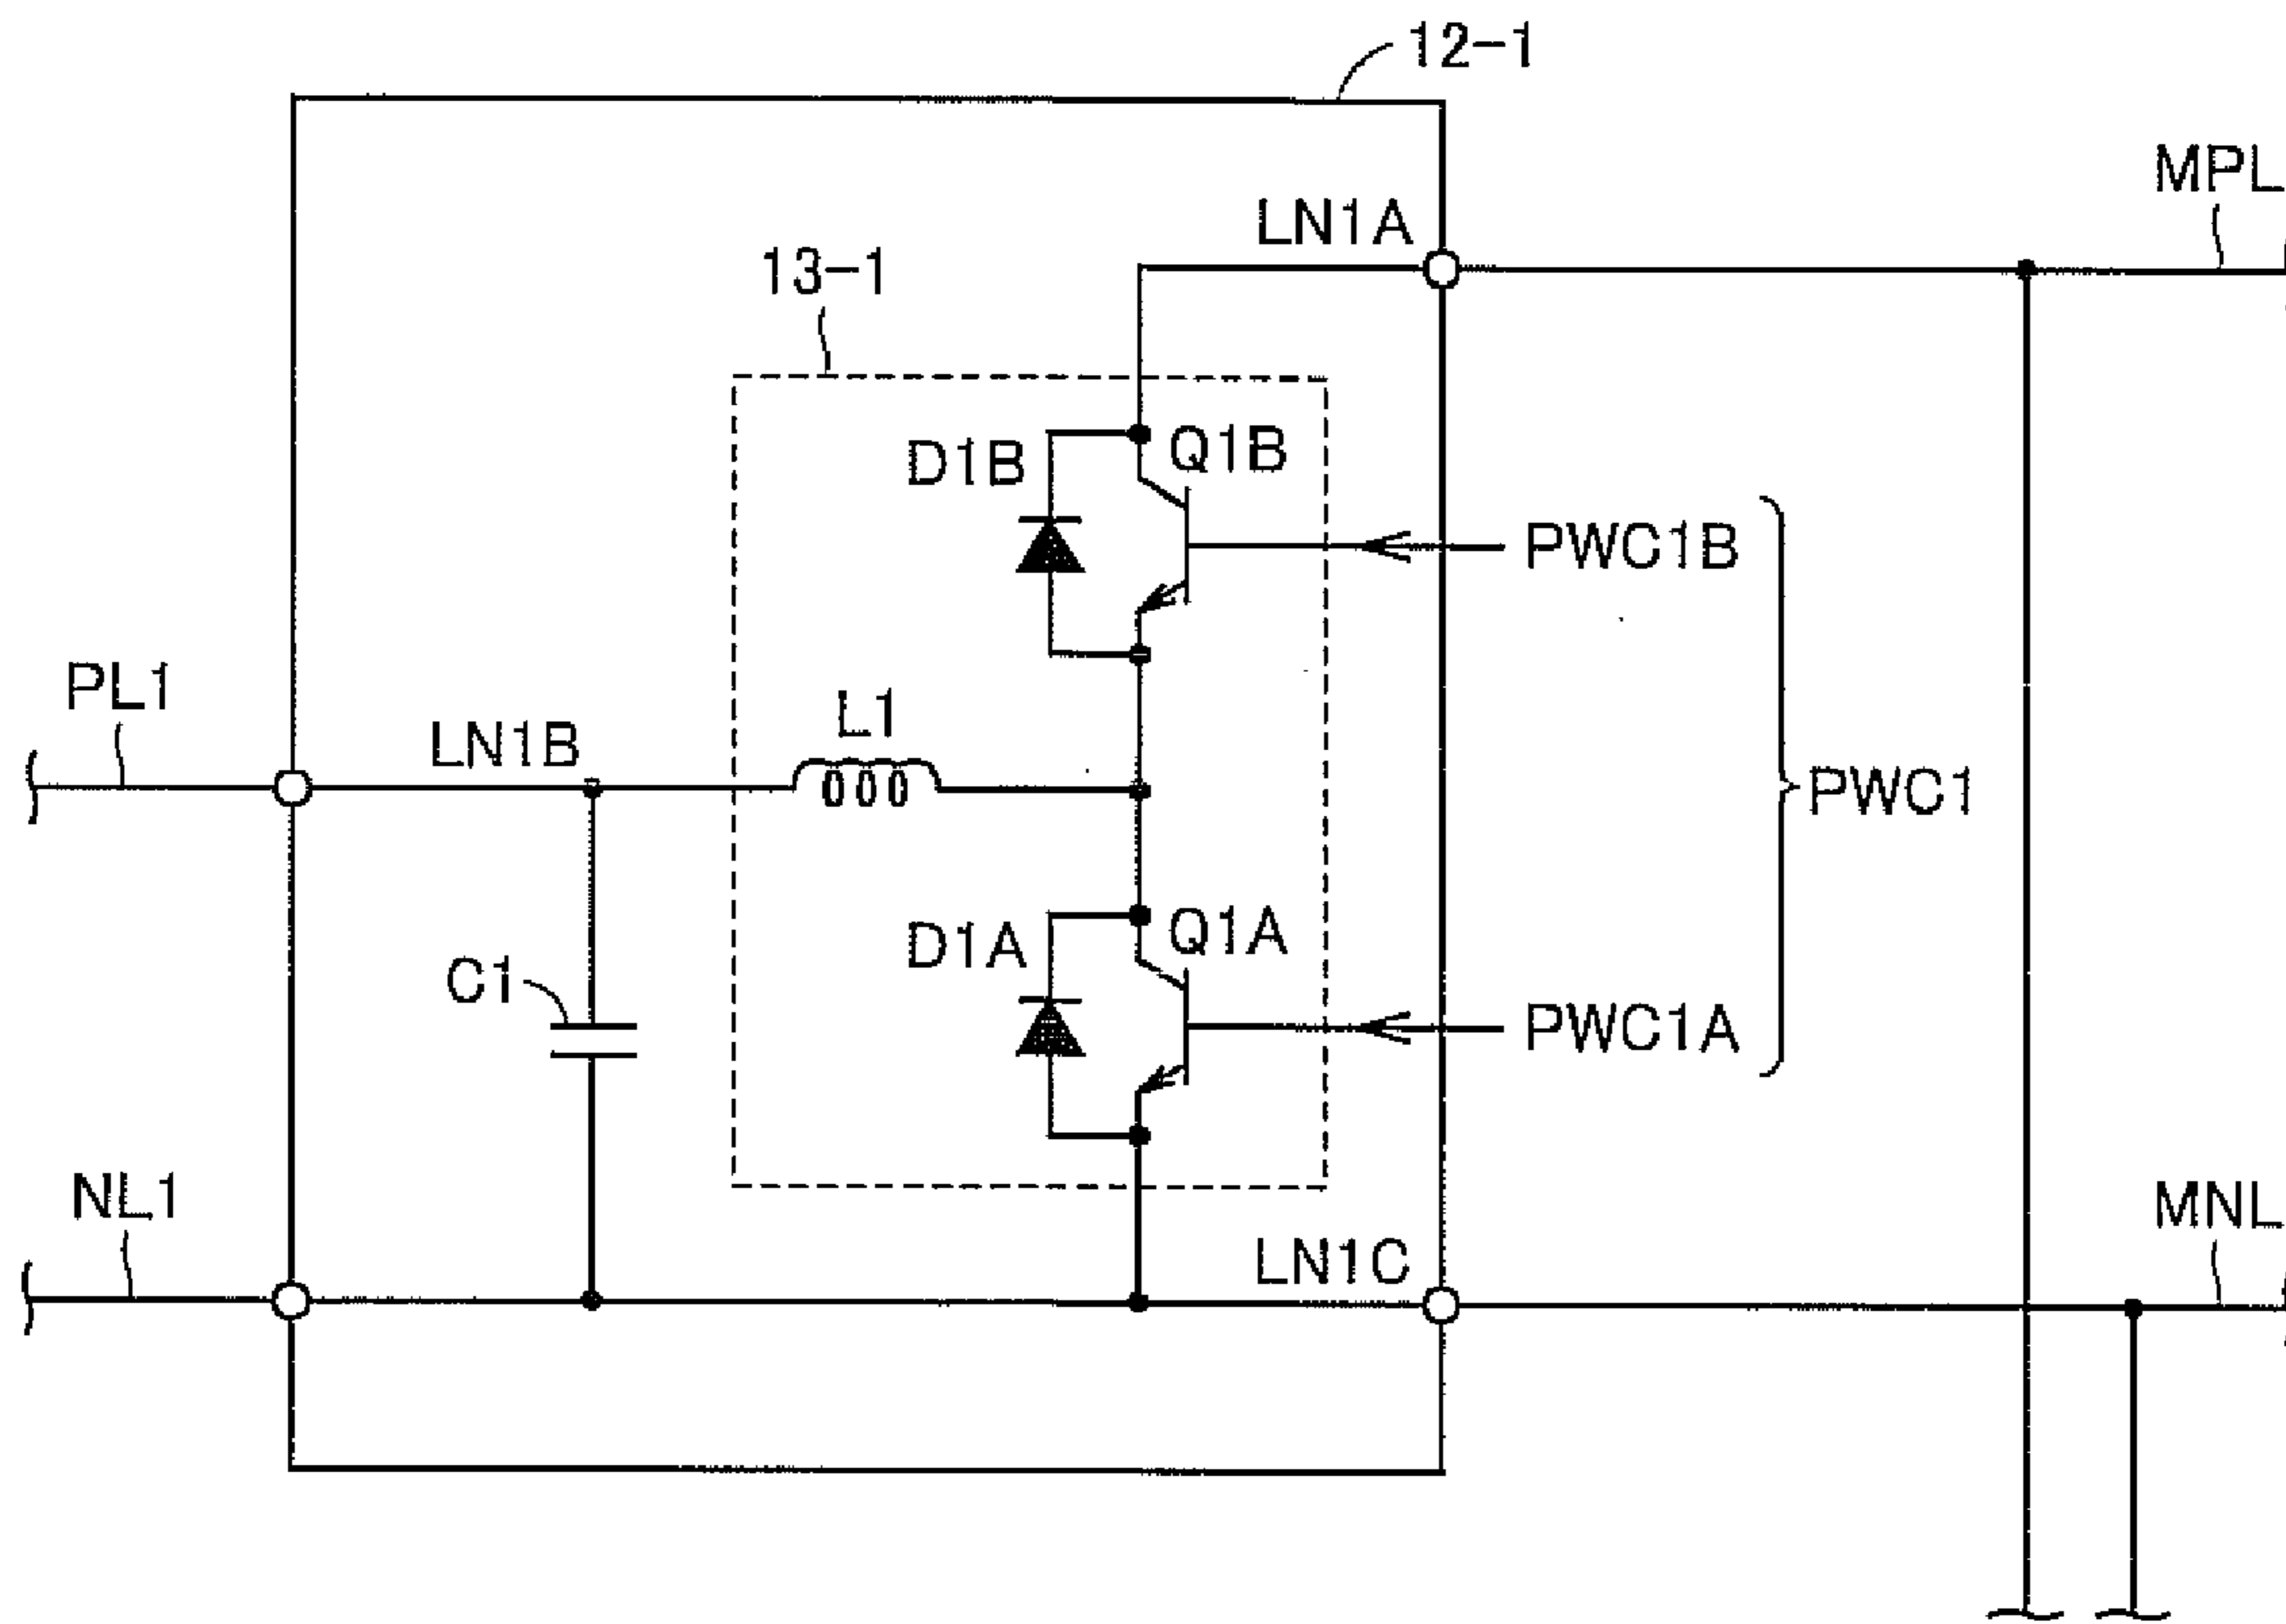 12-1
MPL
LN1A
13-1
D1B
Q1B
PWC1B
PL1
LN1B
L1
PWC1
D1A
Q1A
C1
PWC1A
NL1
MNL
LN1C